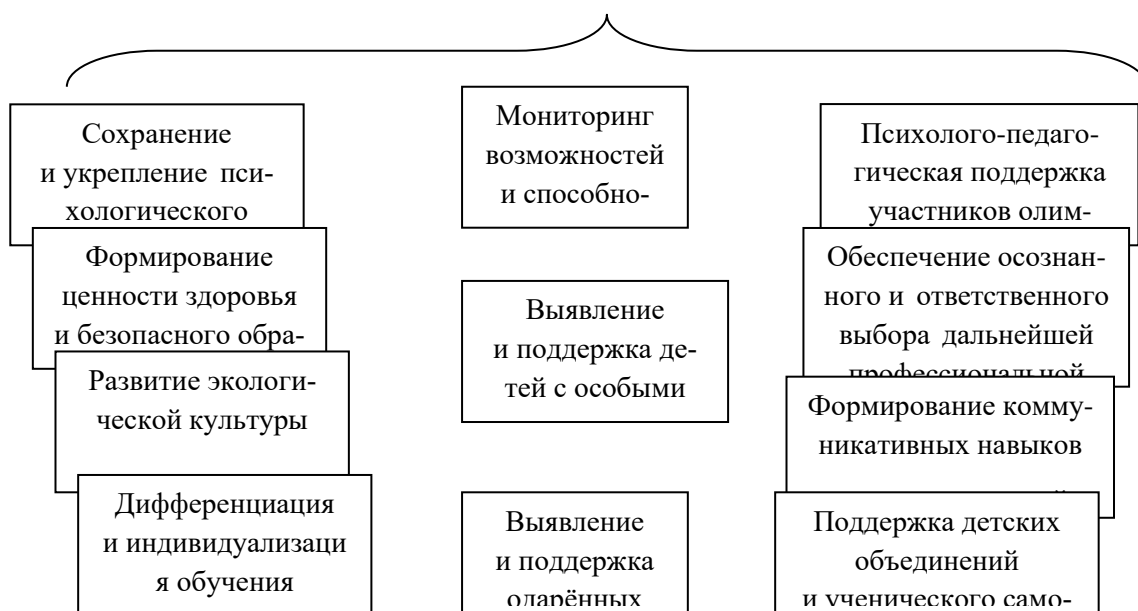 Сохранение
и укрепление пси-
хологического
Формирование
ценности здоровья
и безопасного обра-
Развитие экологи-
ческой культуры
Дифференциация
и индивидуализаци
я обучения
Мониторинг
возможностей
и способно-
Выявление
и поддержка де-
тей с особыми
Выявление
и поддержка
одарённых
Психолого-педаго-
гическая поддержка
участников олим-
Обеспечение осознан-
ного и ответственного
выбора дальнейшей
профессиональной
Формирование комму-
никативных навыков
Поддержка детских
объединений
и ученического само-